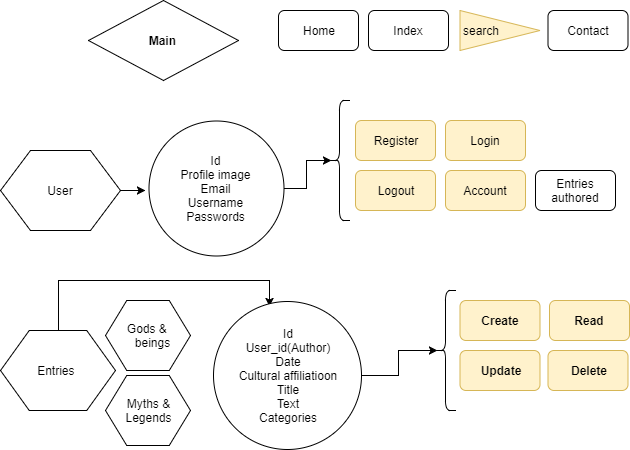 Main
Home
Index
search
Contact
User
Id
Profile image
Email
Username
Passwords
Register
Login
Logout
Account
Entries
authored
Entries
Gods &
beings
Myths &
Legends
Id
User_id(Author)
Date
Cultural affiliatioon
Title
Text
Categories
Create
Read
Update
Delete